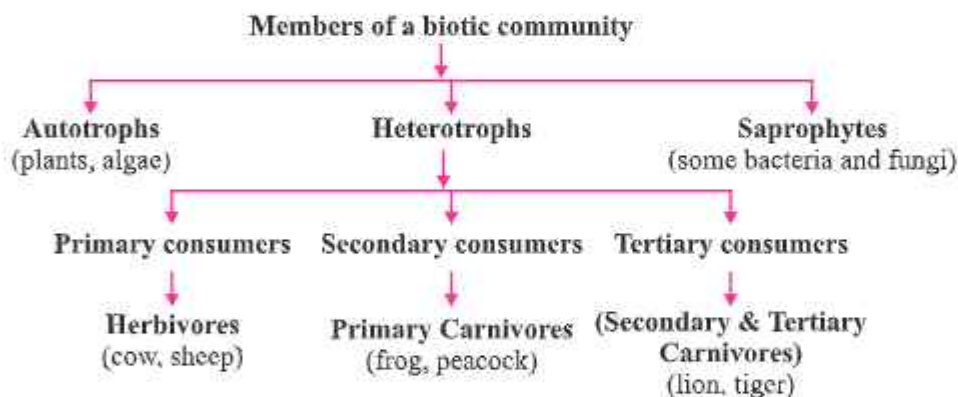 Members of a biotic community
Autotrophs
(plants, algae)
Heterotrophs
Saprophytes
(some bacteria and fungi)
Primary consumers
Secondary consumers
Tertiary consumers
Herbivores
(cow, sheep)
Primary Carnivores
(frog, peacock)
(Secondary & Tertiary
Carnivores)
(lion, tiger)